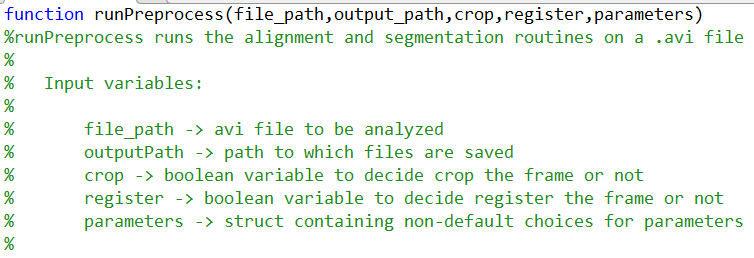 function runPreprocess(file_path,output_path,crop,register,parameters)
%runPreprocess runs the alignment and segmentation routines on a .avi file
%
%   Input variables:
%
%       file_path -> avi file to be analyzed
%       outputPath -> path to which files are saved
%       crop -> boolean variable to decide crop the frame or not
%       register -> boolean variable to decide register the frame or not
%       parameters -> struct containing non-default choices for parameters
%